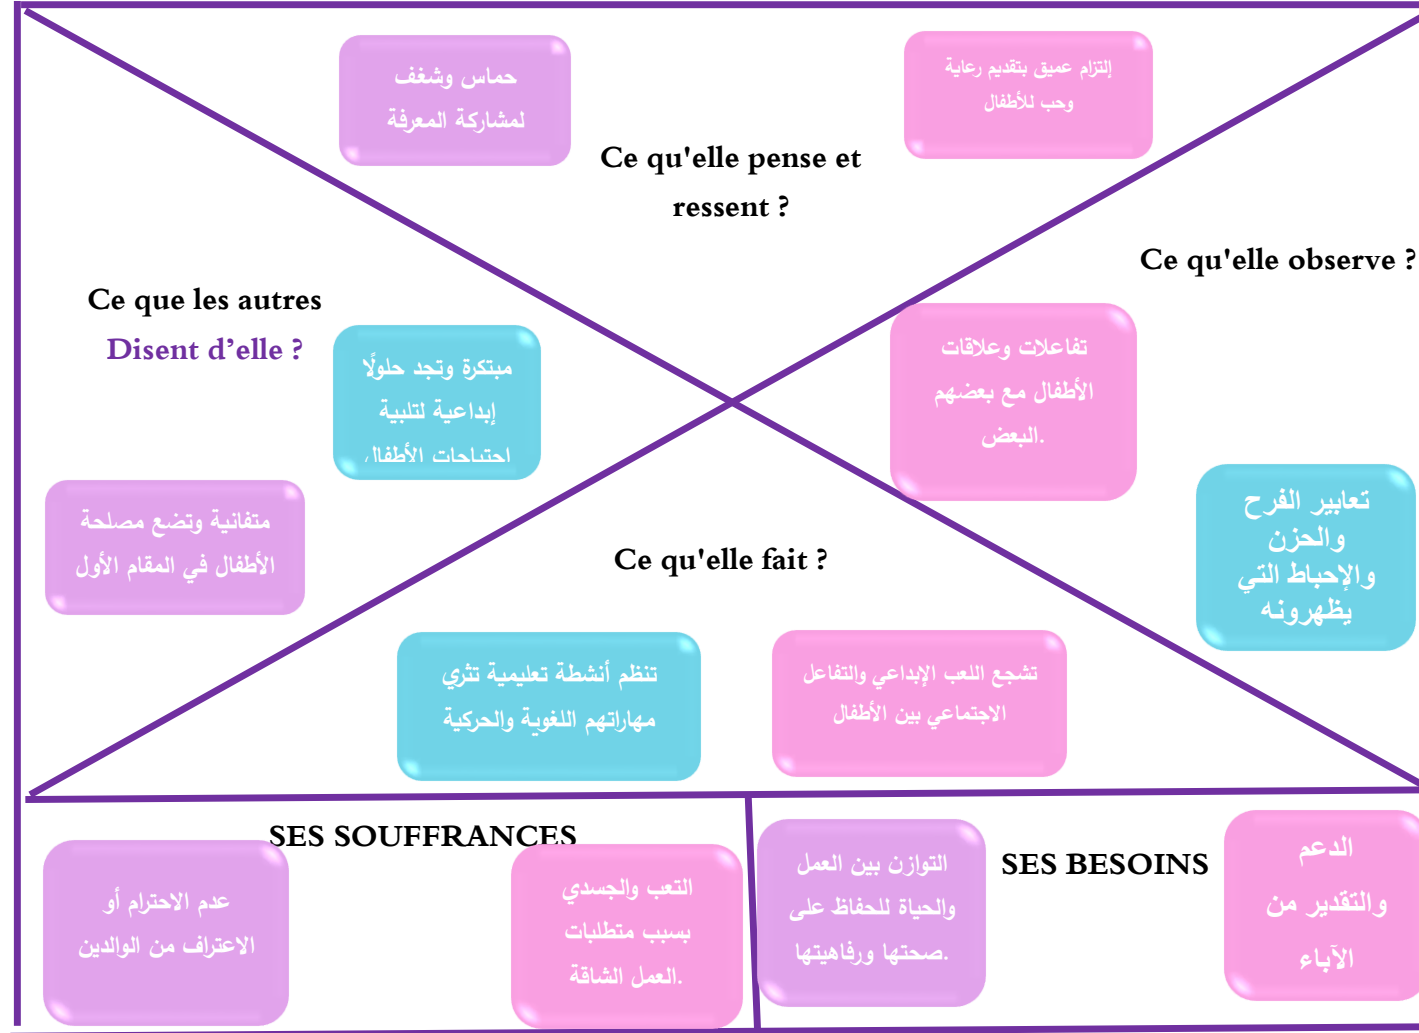 حماس وشغف
لمشاركة المعرفة
إلتزام عميق بتقديم رعاية
وحب للأطفال
Ce qu'elle pense et
ressent ?
Ce qu'elle observe ?
Ce que les autres
Disent d’elle ?
مبتكرة وتجد حلولًا
إبداعية لتلبية
احتياجات الأطفال
تفاعلات وعلاقات
الأطفال مع بعضهم
البعض.
متفانية وتضع مصلحة
الأطفال في المقام الأول
تعابير الفرح
والحزن
والإحباط التي
يظهرونه
Ce qu'elle fait ?
تنظم أنشطة تعليمية تثري
مهاراتهم اللغوية والحركية
تشجع اللعب الإبداعي والتفاعل
الاجتماعي بين الأطفال
SES SOUFFRANCES
عدم الاحترام أو
الاعتراف من الوالدين
التعب والجسدي
بسبب متطلبات
العمل الشاقة.
SES BESOINS
التوازن بين العمل
والحياة للحفاظ على
صحتها ورفاهيتها.
الدعم
والتقدير من
الآباء